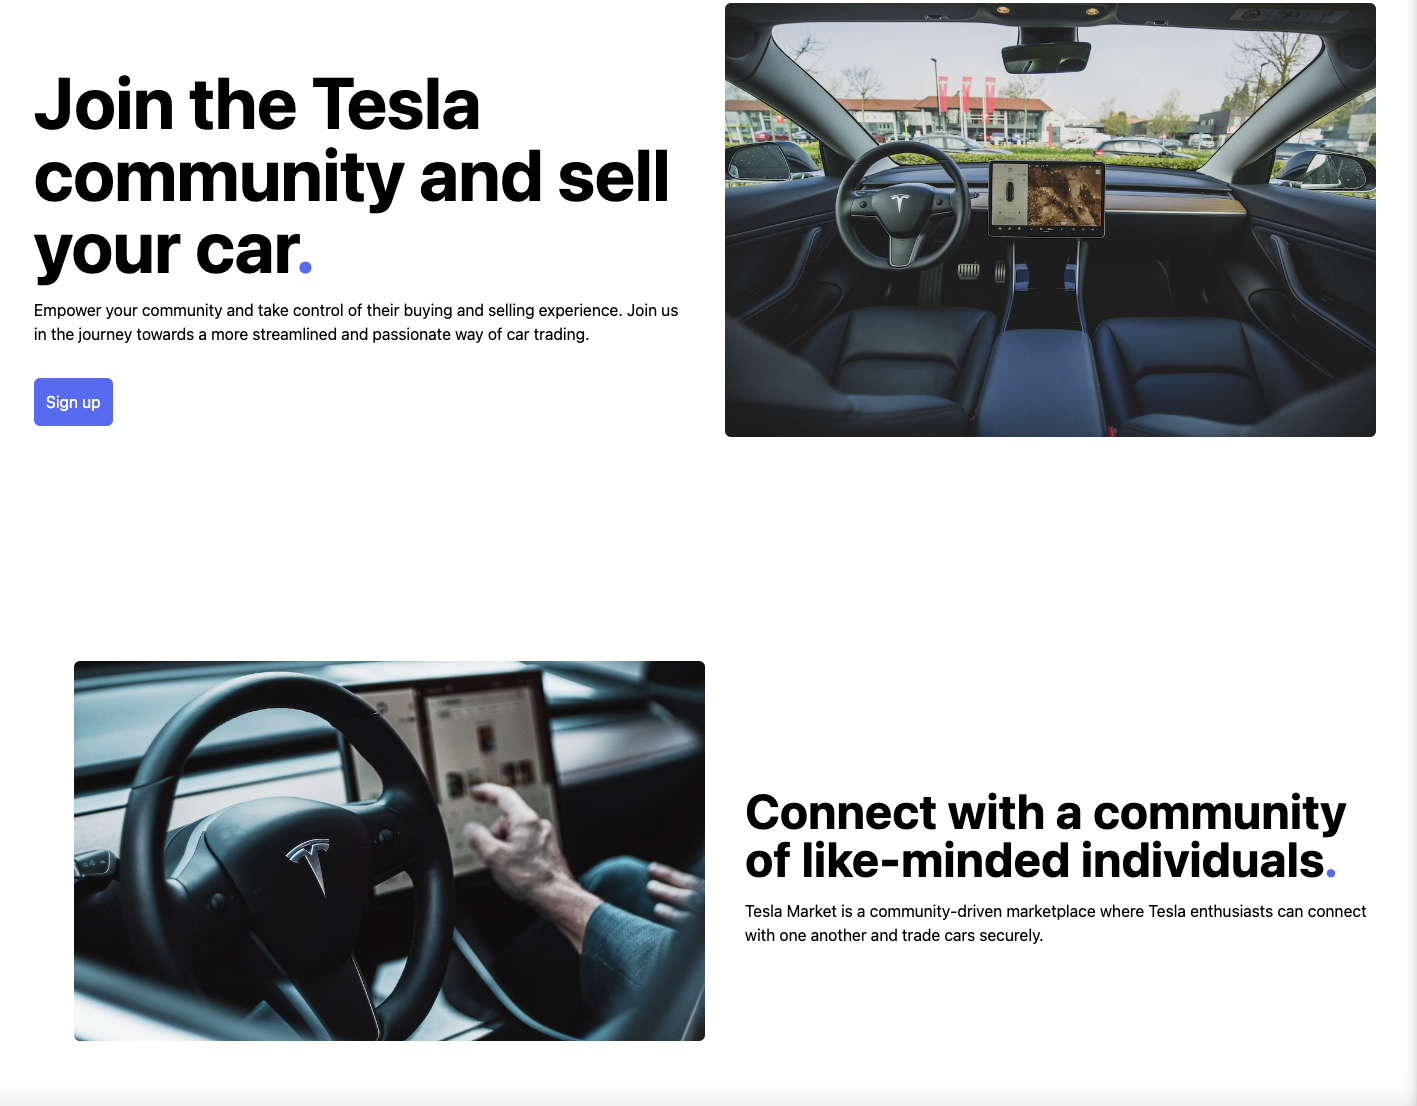 Join the Tesla
community and sell
your car.
Empower your community and take control of their buying and selling experience. Join us
in the journey towards a more streamlined and passionate way of car trading.
Sign up
Connect with a community
of like-minded individuals.
Tesla Market is a community-driven marketplace where Tesla enthusiasts can connect
with one another and trade cars securely.